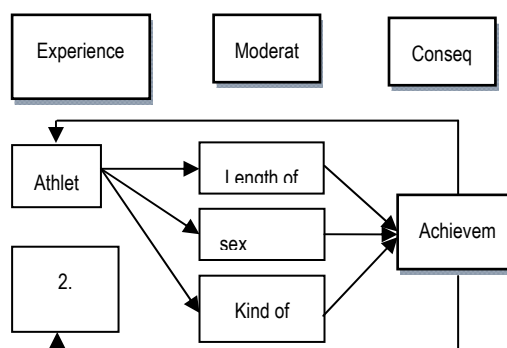 Experience
Moderat
Conseq
Athlet
Length of
sex
Kind of
Achievem
2.